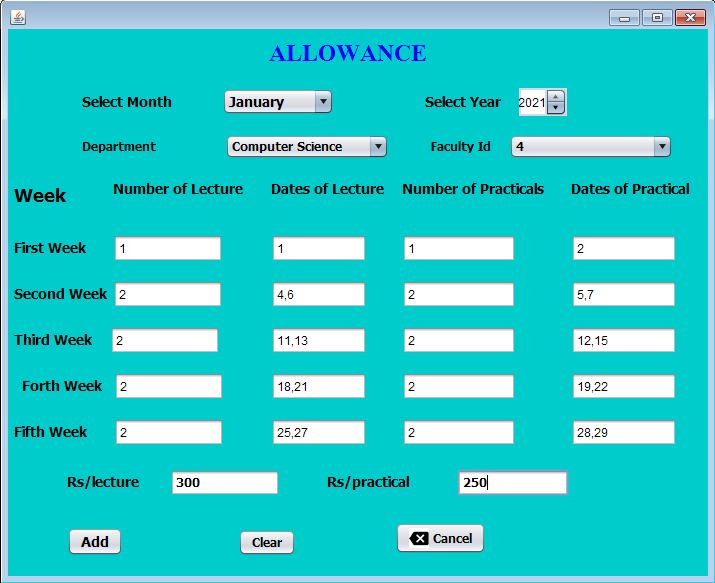 ALLOWANCE
Select Month January Select Year 2021
Department Computer Science Faculty Id 4
Week Number of Lecture Dates of Lecture Number of Practicals Dates of Practical
First Week 1 1 1 2
Second Week 2 4,6 2 5,7
Third Week 2 11,13 2 12,15
Forth Week 2 18,21 2 19,22
Fifth Week 2 25,27 2 28,29
Rs/lecture 300 Rs/practical 250
Add Clear Cancel